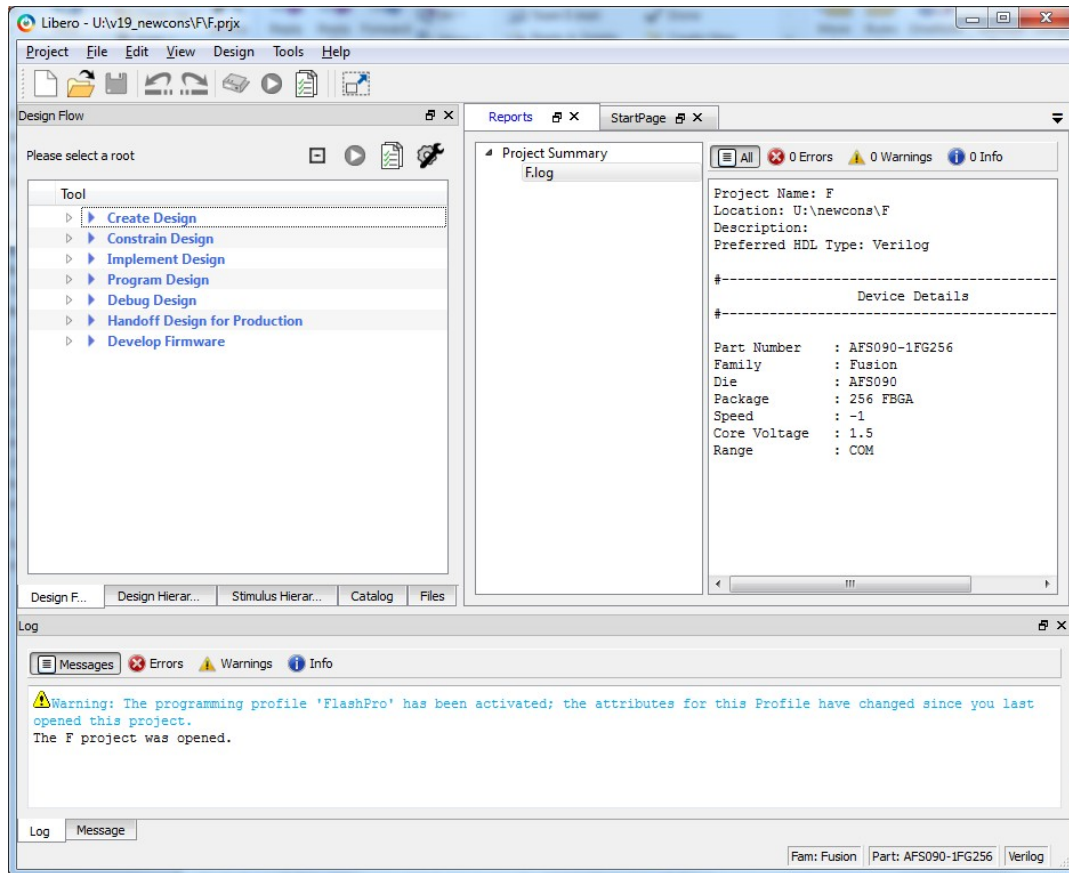 Libero - U:\v19_newcons\F\F.prjx
Project File Edit View Design Tools Help
Design Flow
Please select a root
Tool
Create Design
Constrain Design
Implement Design
Program Design
Debug Design
Handoff Design for Production
Develop Firmware
Design F... Design Hierar... Stimulus Hierar... Catalog Files
Reports StartPage
Project Summary
F.log
All 0 Errors 0 Warnings 0 Info
Project Name: F
Location: U:\newcons\F
Description:
Preferred HDL Type: Verilog
#-------------------------------------------
Device Details
#-------------------------------------------
Part Number : AFS090-1FG256
Family : Fusion
Die : AFS090
Package : 256 FBGA
Speed : -1
Core Voltage : 1.5
Range : COM
Log
Messages Errors Warnings Info
Warning: The programming profile 'FlashPro' has been activated; the attributes for this Profile have changed since you last
opened this project.
The F project was opened.
Log Message
Fam: Fusion Part: AFS090-1FG256 Verilog